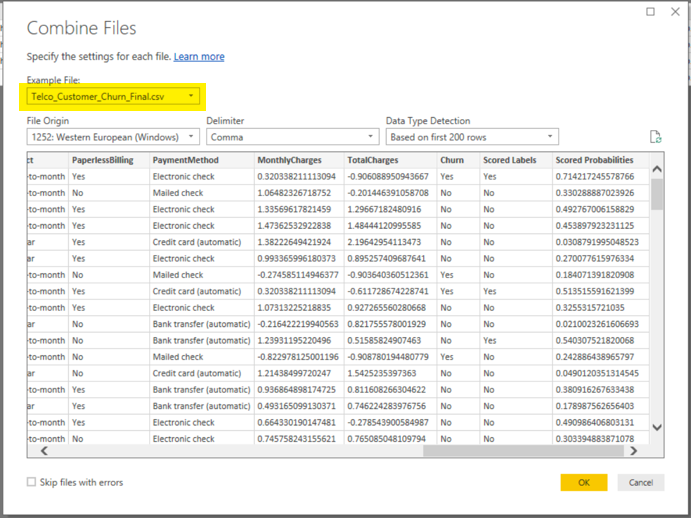 Combine Files
Specify the settings for each file. Learn more
Example File:
Telco_Customer_Churn_Final.csv
File Origin Delimiter Data Type Detection
1252: Western European (Windows) Comma Based on first 200 rows
ct PaperlessBilling PaymentMethod MonthlyCharges TotalCharges Churn Scored Labels Scored Probabilities
-to-month Yes Electronic check 0.320338211113094 -0.906088950943667 Yes Yes 0.714217245578766
-to-month No Mailed check 1.06482326718752 -0.201446391058708 No No 0.330288887023926
-to-month Yes Electronic check 1.33569617821459 1.29667182480916 No No 0.492767006158829
-to-month Yes Electronic check 1.47362532922838 1.48444120995585 No No 0.453897923231125
ar Yes Credit card (automatic) 1.38222649421924 2.19642954113473 No No 0.0308791995048523
ar Yes Electronic check 0.993365996180373 0.895257409687641 No No 0.270077615976334
-to-month No Mailed check -0.274585114946377 -0.903640360512361 Yes No 0.184071391820908
-to-month Yes Credit card (automatic) 0.320338211113094 -0.611728674228741 Yes Yes 0.513515591621399
-to-month Yes Electronic check 1.07313225218835 0.927265560280668 No No 0.3255315721035
ar No Bank transfer (automatic) -0.216422219940563 0.821755578001929 No No 0.00210023261606693
-to-month No Bank transfer (automatic) 1.23931195220496 0.51585824907463 No Yes 0.540307521820068
-to-month No Mailed check -0.822978125001196 -0.908780194480779 Yes No 0.242886438965797
ar No Credit card (automatic) 1.21438499720247 1.5425235397363 No No 0.0490120351314545
-to-month Yes Bank transfer (automatic) 0.936864898174725 0.811608266304622 No No 0.380916267633438
ar Yes Bank transfer (automatic) 0.493165099130371 0.746224283976756 No No 0.178987562656403
-to-month Yes Electronic check 0.664330190147481 -0.278543900584987 No No 0.490986406803131
-to-month No Electronic check 0.745758243155621 0.765085048109794 No No 0.303394883871078
Skip files with errors
OK Cancel